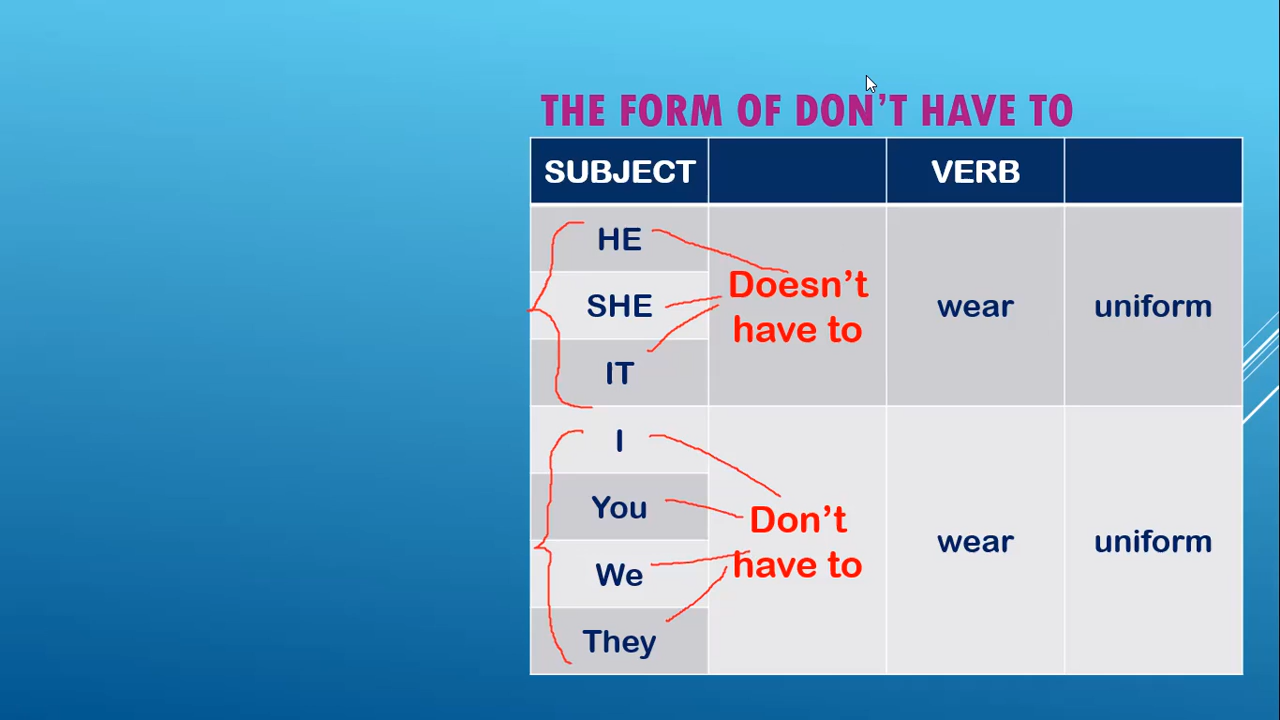 THE FORM OF DON'T HAVE TO
SUBJECT VERB
HE
SHE
IT
Doesn't
have to
wear uniform
I
You
We
They
Don't
have to
wear uniform